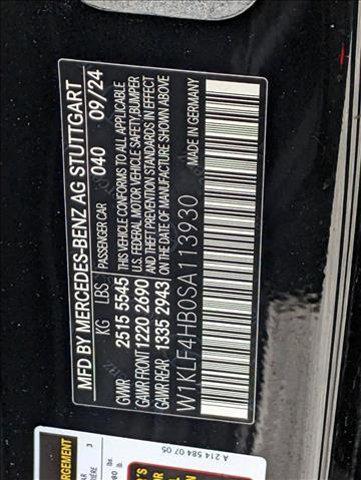 MFD BY MERCEDES-BENZ AG STUTTGART
PASSENGER CAR 040 09/24
KG LBS
GVWR 2515 5545
GAWR FRONT 1220 2690
GAWR REAR 1335 2943
THIS VEHICLE CONFORMS TO ALL APPLICABLE
U.S. FEDERAL MOTOR VEHICLE SAFETY, BUMPER
AND THEFT PREVENTION STANDARDS IN EFFECT
ON THE DATE OF MANUFACTURE SHOWN ABOVE
W1KLF4HB0SA113930
MADE IN GERMANY
A 214 584 07 05